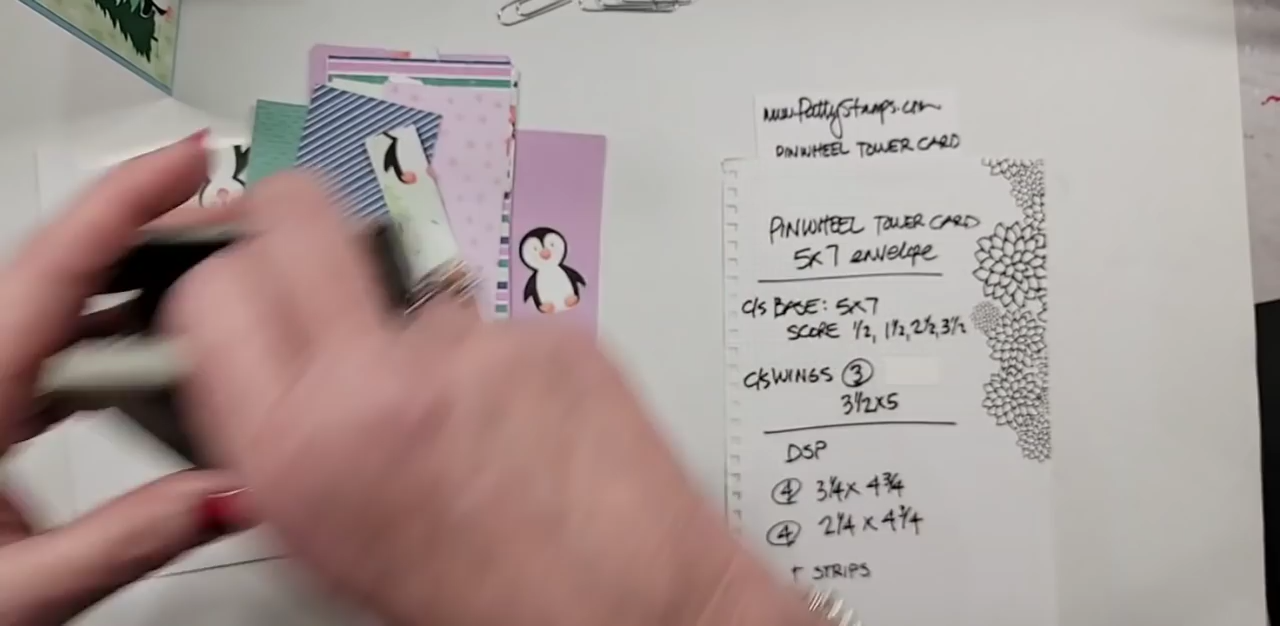 www.PattyStamps.com
PINWHEEL TOWER CARD
PINWHEEL TOWER CARD
5x7 envelope
C/S BASE: 5x7
SCORE 1/2, 1 1/2, 2 1/2, 3 1/2
C/S WINGS ③
3 1/2 x 5
DSP
④ 3 1/4 x 4 3/4
④ 2 1/4 x 4 3/4
STRIPS